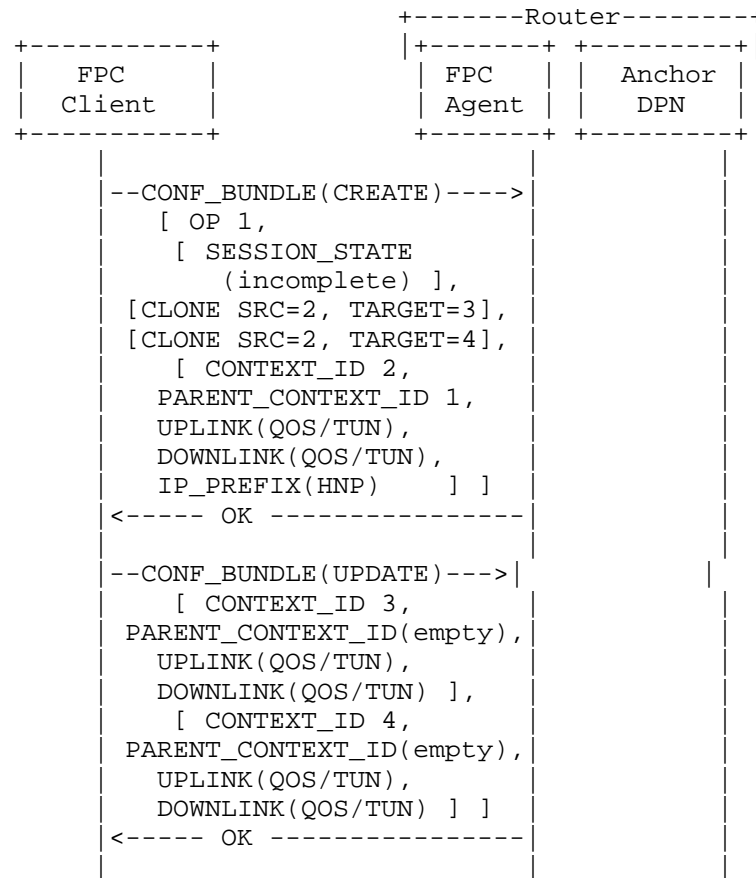 +-------Router--------+
+-----------+ |+-------+ +---------+|
| FPC | | FPC | | Anchor |
| Client | | Agent | | DPN |
+-----------+ +-------+ +---------+
| | |
|--CONF_BUNDLE(CREATE)---->| |
| [ OP 1, | |
| [ SESSION_STATE | |
| (incomplete) ], | |
| [CLONE SRC=2, TARGET=3], | |
| [CLONE SRC=2, TARGET=4], | |
| [ CONTEXT_ID 2, | |
| PARENT_CONTEXT_ID 1, | |
| UPLINK(QOS/TUN), | |
| DOWNLINK(QOS/TUN), | |
| IP_PREFIX(HNP) ] ] | |
|<----- OK ----------------| |
| | |
|--CONF_BUNDLE(UPDATE)--->| |
| [ CONTEXT_ID 3, | |
| PARENT_CONTEXT_ID(empty),| |
| UPLINK(QOS/TUN), | |
| DOWNLINK(QOS/TUN) ], | |
| [ CONTEXT_ID 4, | |
| PARENT_CONTEXT_ID(empty),| |
| UPLINK(QOS/TUN), | |
| DOWNLINK(QOS/TUN) ] ] | |
|<----- OK ----------------| |
| | |